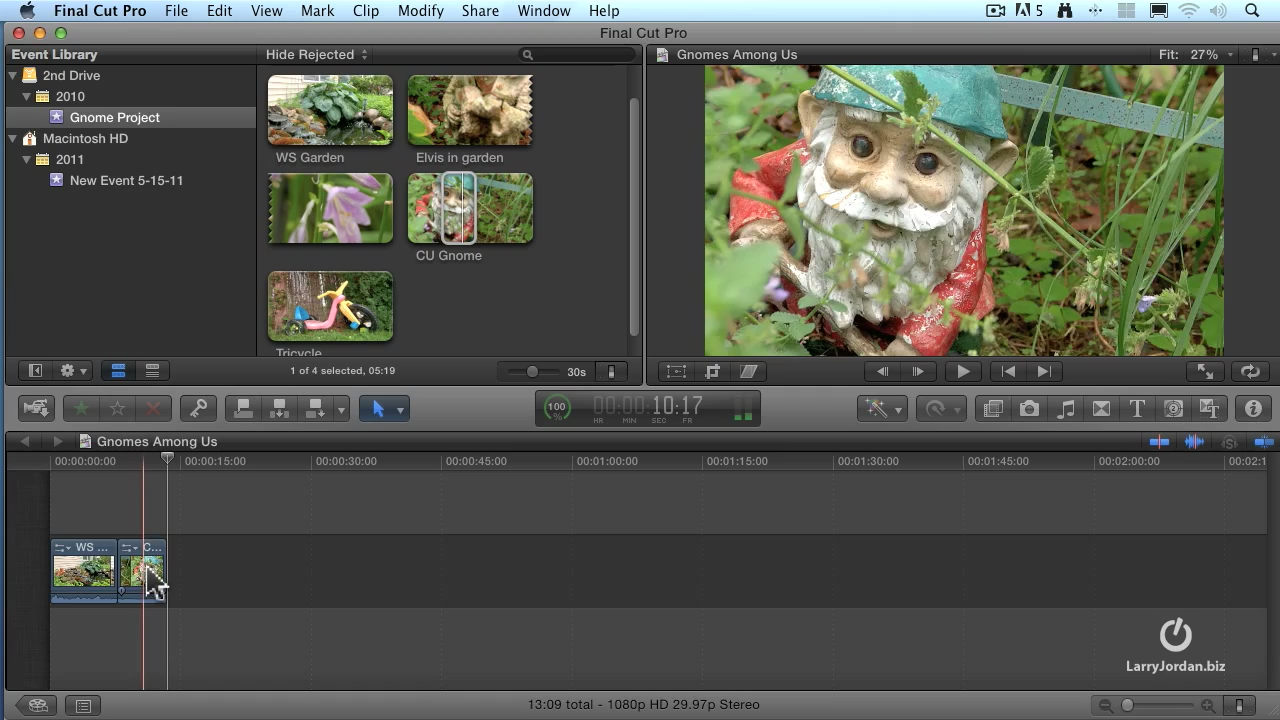 Final Cut Pro File Edit View Mark Clip Modify Share Window Help 5
Final Cut Pro
Event Library
Hide Rejected
Gnomes Among Us
Fit: 27%
2nd Drive
2010
Gnome Project
Macintosh HD
2011
New Event 5-15-11
WS Garden
Elvis in garden
CU Gnome
Tricycle
1 of 4 selected, 05:19
30s
100
%
00:00:10:17
HR MIN SEC FR
Gnomes Among Us
00:00:00:00 00:00:15:00 00:00:30:00 00:00:45:00 00:01:00:00 00:01:15:00 00:01:30:00 00:01:45:00 00:02:00:00 00:02:1
WS ...
C...
LarryJordan.biz
13:09 total - 1080p HD 29.97p Stereo